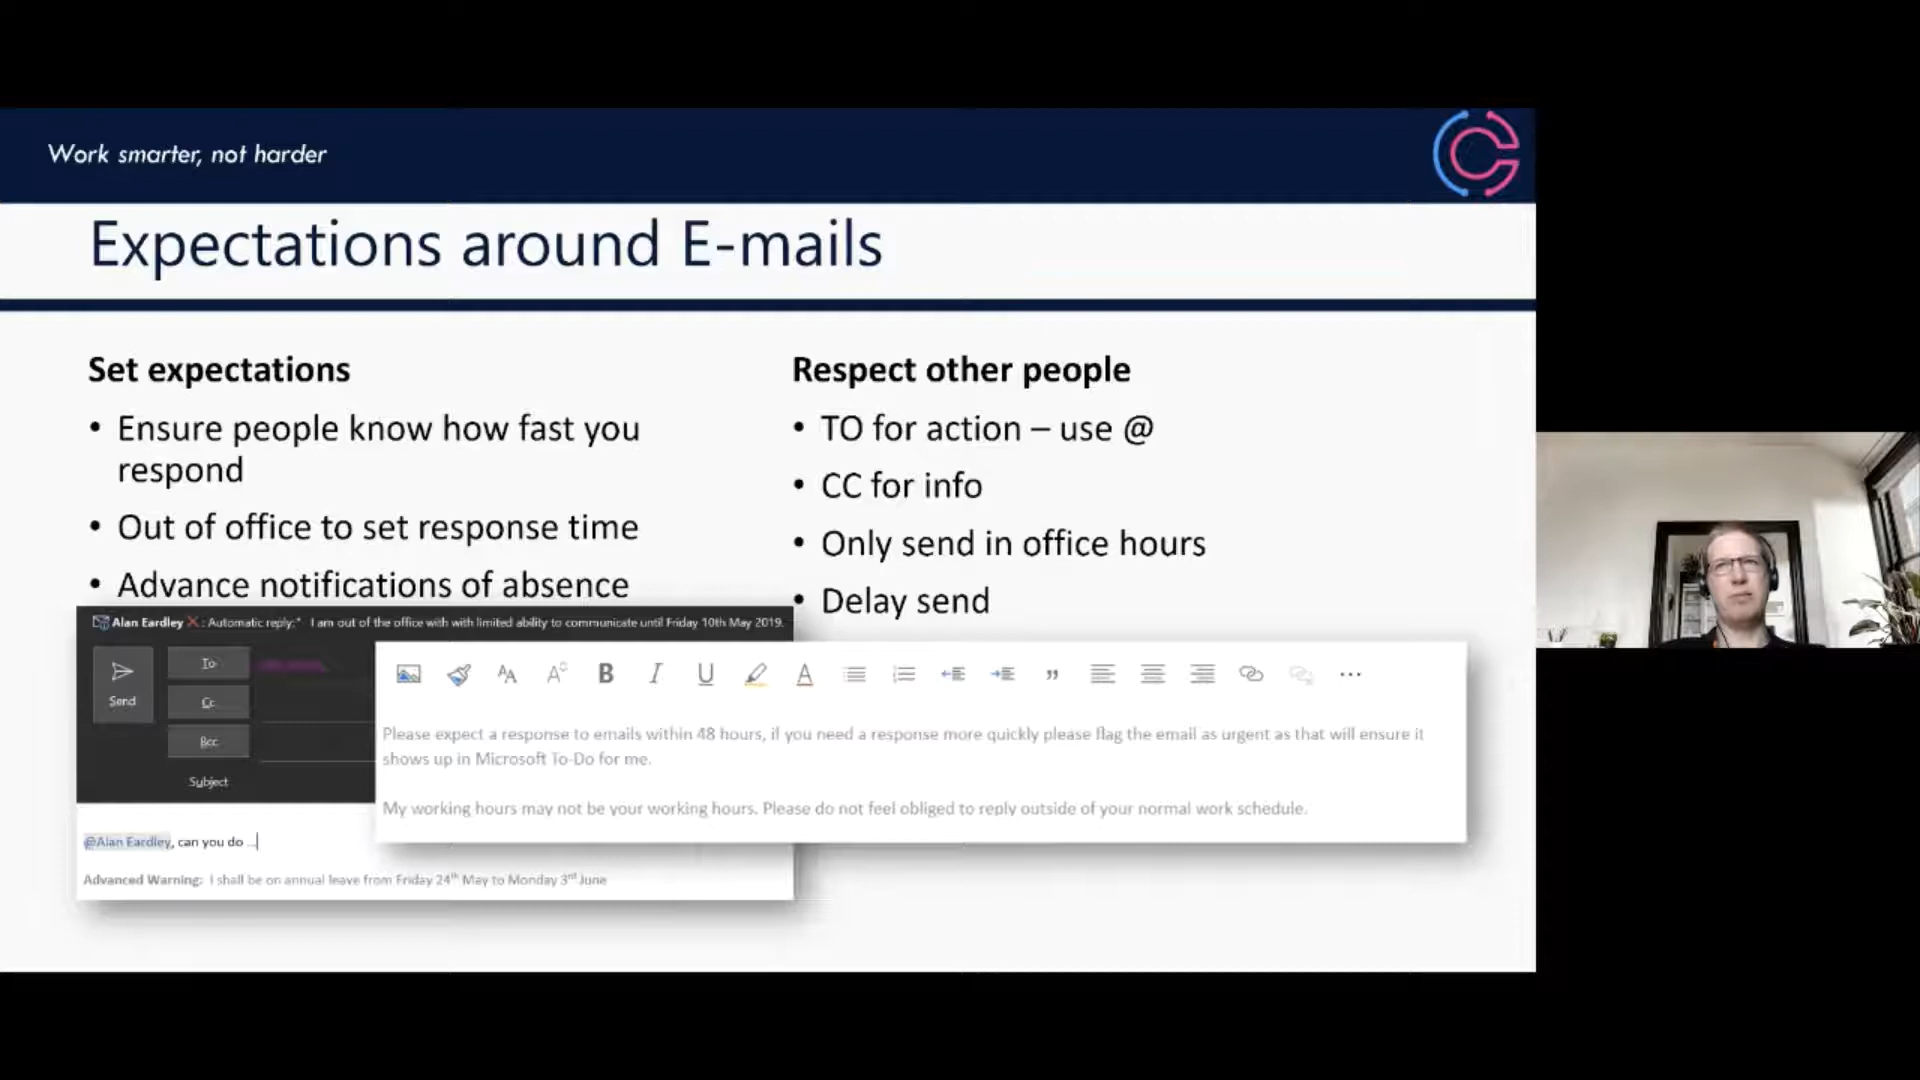 Work smarter, not harder
Expectations around E-mails
Set expectations
• Ensure people know how fast you
respond
• Out of office to set response time
• Advance notifications of absence
Respect other people
• TO for action – use @
• CC for info
• Only send in office hours
• Delay send
Alan Eardley ✕: Automatic reply:* I am out of the office with with limited ability to communicate until Friday 10th May 2019.
Send
To
Cc
Bcc
Subject
@Alan Eardley, can you do ...
Advanced Warning: I shall be on annual leave from Friday 24th May to Monday 3rd June
Please expect a response to emails within 48 hours, if you need a response more quickly please flag the email as urgent as that will ensure it
shows up in Microsoft To-Do for me.
My working hours may not be your working hours. Please do not feel obliged to reply outside of your normal work schedule.